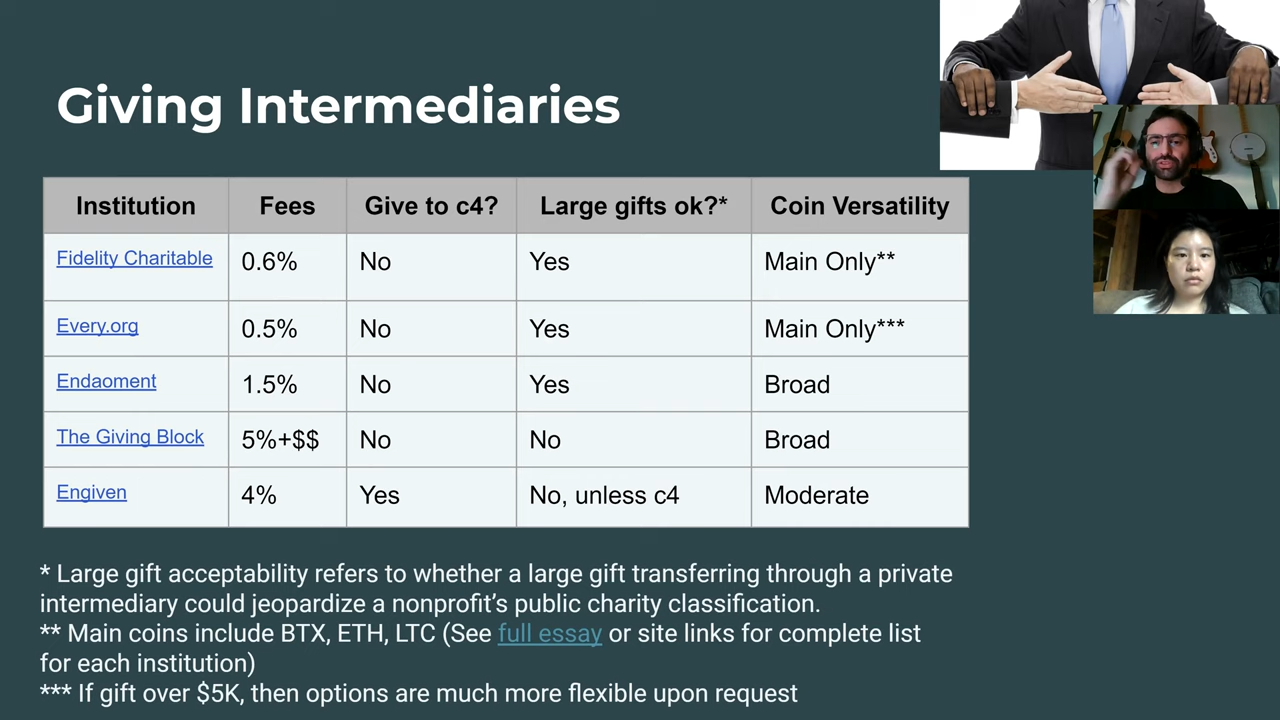 Giving Intermediaries
Institution Fees Give to c4? Large gifts ok?* Coin Versatility
Fidelity Charitable 0.6% No Yes Main Only**
Every.org 0.5% No Yes Main Only***
Endaoment 1.5% No Yes Broad
The Giving Block 5%+$$ No No Broad
Engiven 4% Yes No, unless c4 Moderate
* Large gift acceptability refers to whether a large gift transferring through a private
intermediary could jeopardize a nonprofit’s public charity classification.
** Main coins include BTX, ETH, LTC (See full essay or site links for complete list
for each institution)
*** If gift over $5K, then options are much more flexible upon request